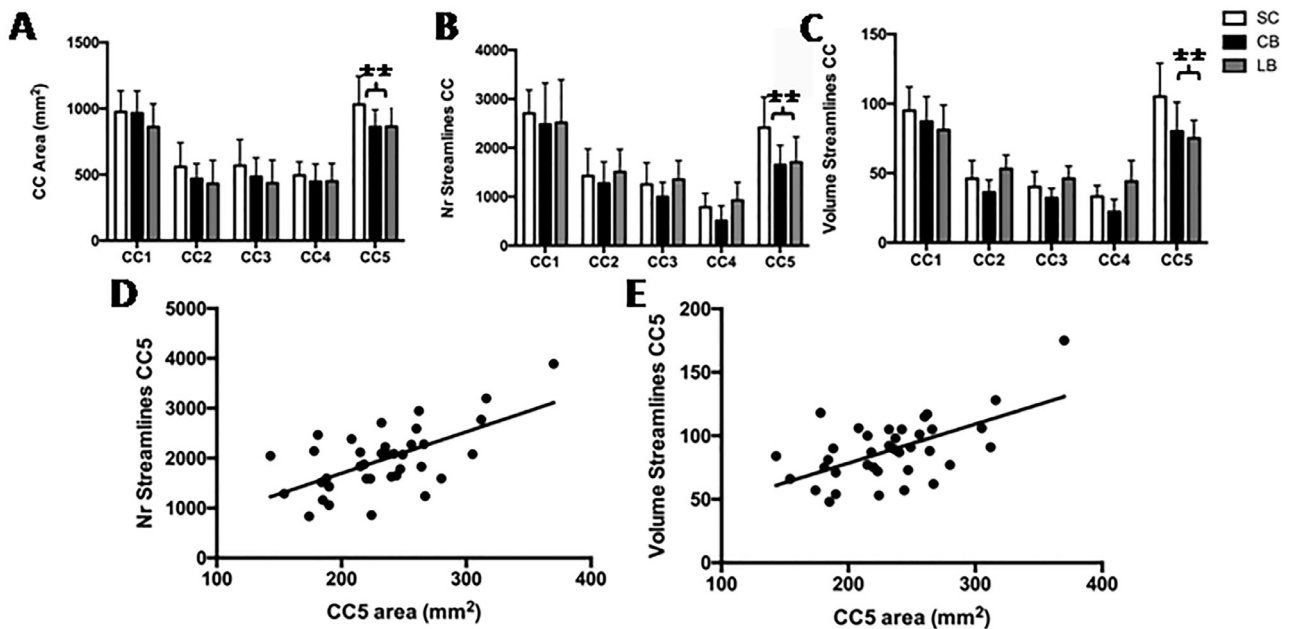 A
CC Area (mm²)
1500
1000
500
0
CC1 CC2 CC3 CC4 CC5
‡‡
B
Nr Streamlines CC
4000
3000
2000
1000
0
CC1 CC2 CC3 CC4 CC5
‡‡
C
Volume Streamlines CC
150
100
50
0
CC1 CC2 CC3 CC4 CC5
‡‡
SC
CB
LB
D
Nr Streamlines CC5
5000
4000
3000
2000
1000
0
100 200 300 400
CC5 area (mm²)
E
Volume Streamlines CC5
200
150
100
50
0
100 200 300 400
CC5 area (mm²)